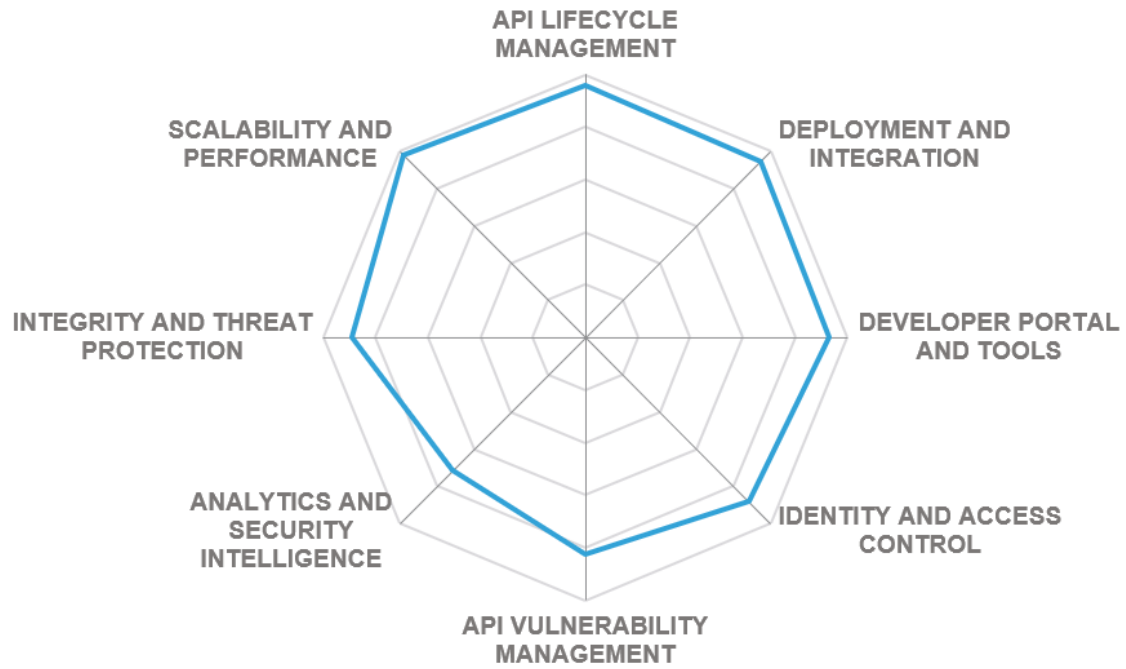 API LIFECYCLE
MANAGEMENT
SCALABILITY AND
PERFORMANCE
DEPLOYMENT AND
INTEGRATION
INTEGRITY AND THREAT
PROTECTION
DEVELOPER PORTAL
AND TOOLS
ANALYTICS AND
SECURITY
INTELLIGENCE
IDENTITY AND ACCESS
CONTROL
API VULNERABILITY
MANAGEMENT